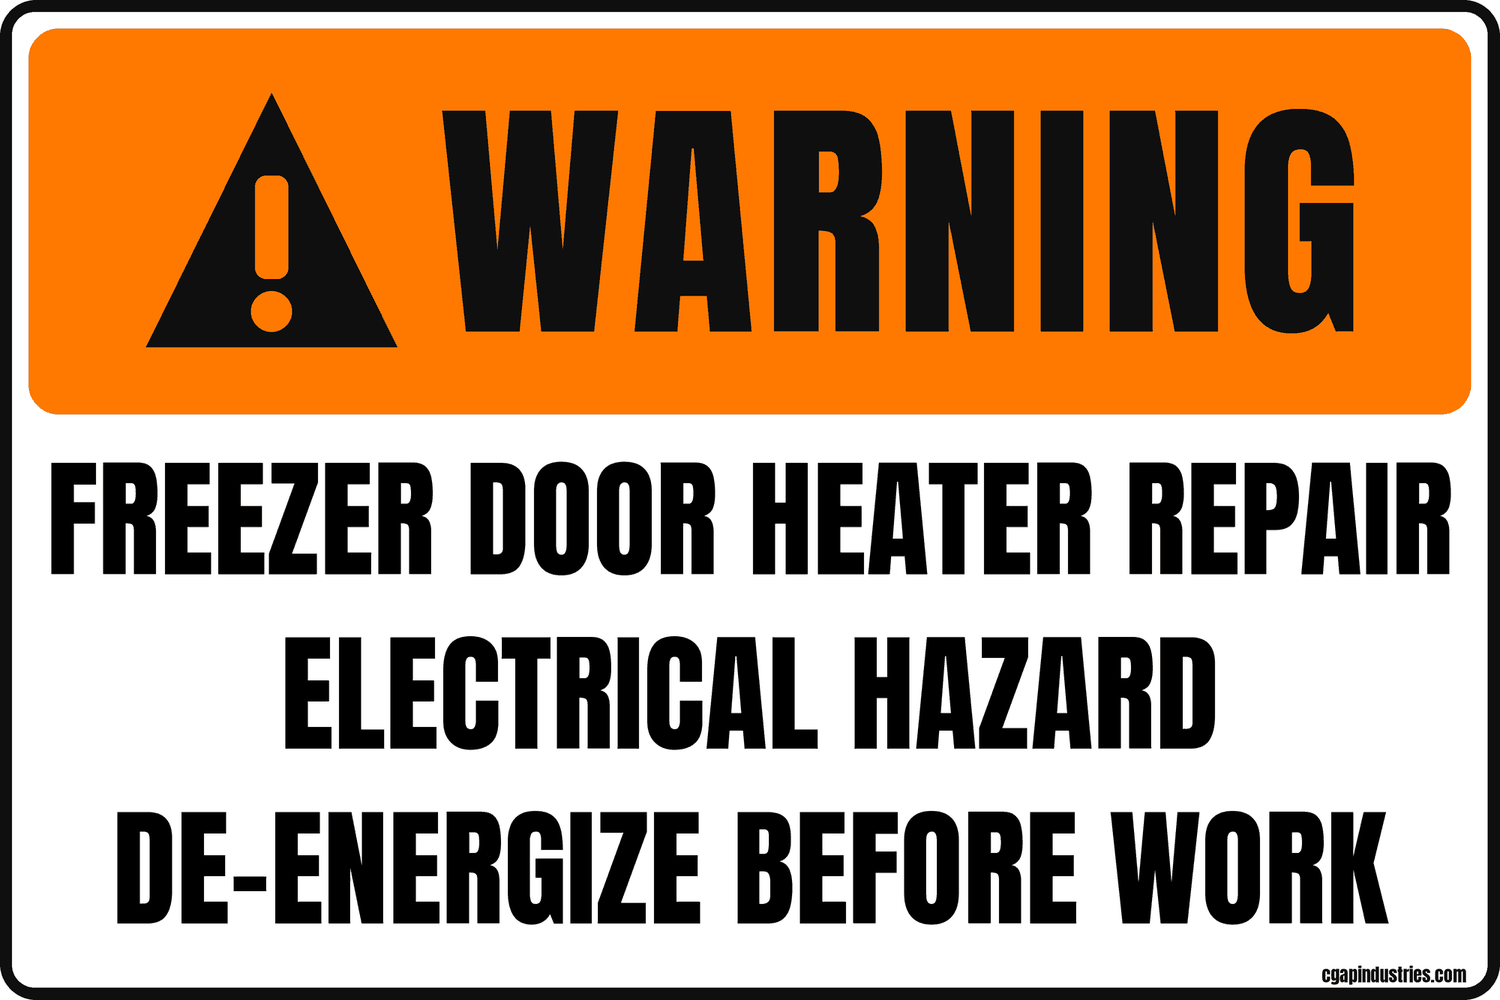 WARNING
FREEZER DOOR HEATER REPAIR
ELECTRICAL HAZARD
DE-ENERGIZE BEFORE WORK
cgapindustries.com